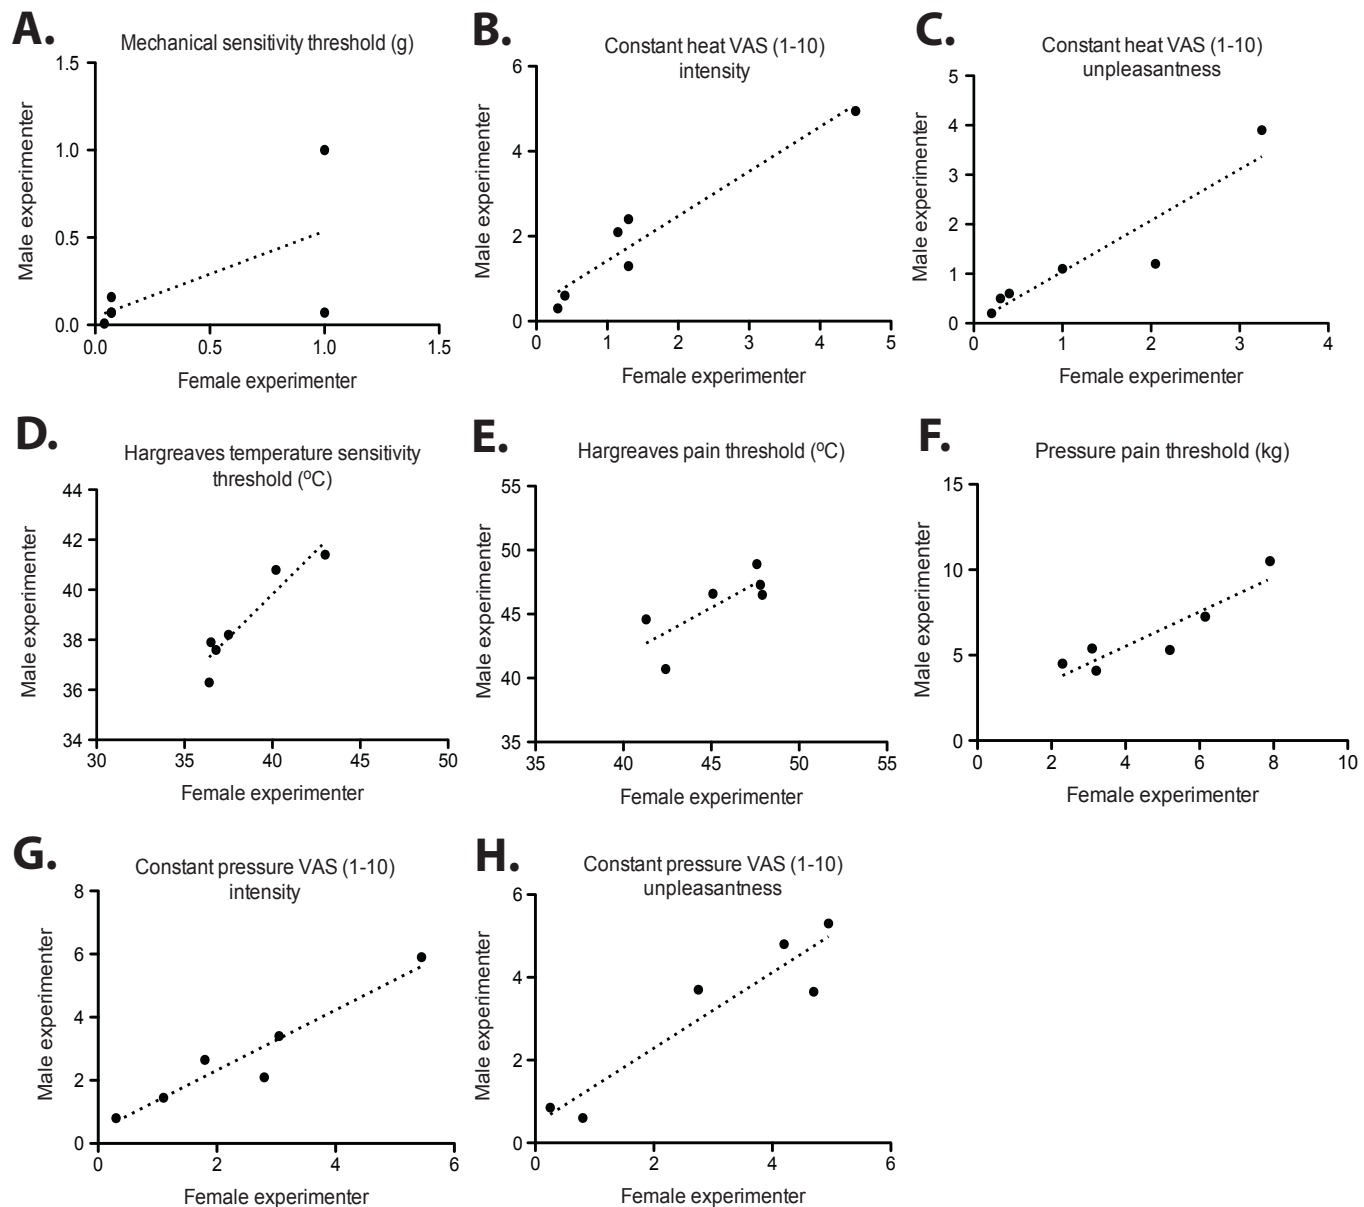 A.
Mechanical sensitivity threshold (g)
1.5
1.0
0.5
0.0
0.0 0.5 1.0 1.5
Male experimenter
Female experimenter
B.
Constant heat VAS (1-10)
intensity
6
4
2
0
0 1 2 3 4 5
Male experimenter
Female experimenter
C.
Constant heat VAS (1-10)
unpleasantness
5
4
3
2
1
0
0 1 2 3 4
Male experimenter
Female experimenter
D.
Hargreaves temperature sensitivity
threshold (ºC)
44
42
40
38
36
34
30 35 40 45 50
Male experimenter
Female experimenter
E.
Hargreaves pain threshold (ºC)
55
50
45
40
35
35 40 45 50 55
Male experimenter
Female experimenter
F.
Pressure pain threshold (kg)
15
10
5
0
0 2 4 6 8 10
Male experimenter
Female experimenter
G.
Constant pressure VAS (1-10)
intensity
8
6
4
2
0
0 2 4 6
Male experimenter
Female experimenter
H.
Constant pressure VAS (1-10)
unpleasantness
6
4
2
0
0 2 4 6
Male experimenter
Female experimenter